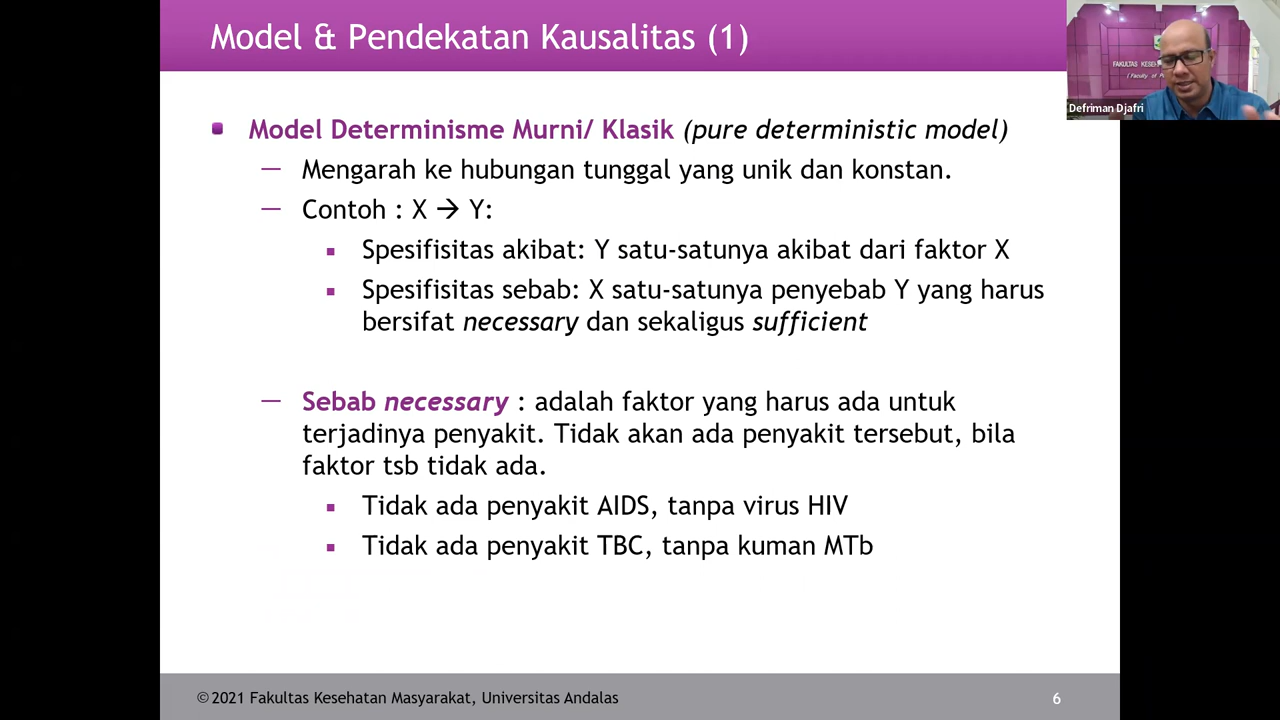 Model & Pendekatan Kausalitas (1)
FAKULTAS KESEH
(Faculty of P
Defriman Djafri
Model Determinisme Murni/ Klasik (pure deterministic model)
— Mengarah ke hubungan tunggal yang unik dan konstan.
— Contoh : X → Y:
▪ Spesifisitas akibat: Y satu-satunya akibat dari faktor X
▪ Spesifisitas sebab: X satu-satunya penyebab Y yang harus
bersifat necessary dan sekaligus sufficient
— Sebab necessary : adalah faktor yang harus ada untuk
terjadinya penyakit. Tidak akan ada penyakit tersebut, bila
faktor tsb tidak ada.
▪ Tidak ada penyakit AIDS, tanpa virus HIV
▪ Tidak ada penyakit TBC, tanpa kuman MTb
©2021 Fakultas Kesehatan Masyarakat, Universitas Andalas
6